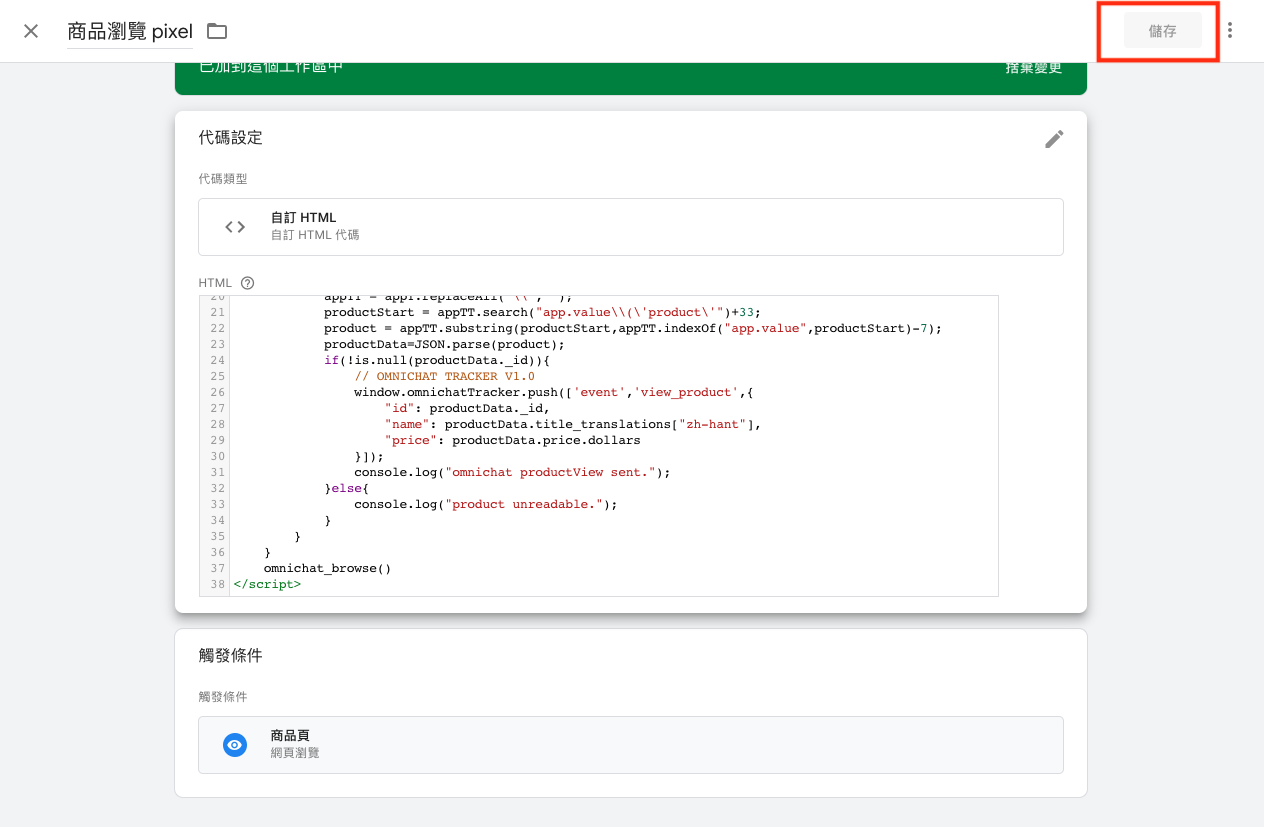 商品瀏覽 pixel
儲存
已加到這個工作區中
捨棄變更
代碼設定
代碼類型
自訂 HTML
自訂 HTML 代碼
HTML
21 productStart = appTT.search("app.value\\(\'product\'")+33;
22 product = appTT.substring(productStart,appTT.indexOf("app.value",productStart)-7);
23 productData=JSON.parse(product);
24 if(!is.null(productData._id)){
25 // OMNICHAT TRACKER V1.0
26 window.omnichatTracker.push(['event','view_product',{
27 "id": productData._id,
28 "name": productData.title_translations["zh-hant"],
29 "price": productData.price.dollars
30 }]);
31 console.log("omnichat productView sent.");
32 }else{
33 console.log("product unreadable.");
34 }
35 }
36 }
37 omnichat_browse()
38 </script>
觸發條件
觸發條件
商品頁
網頁瀏覽